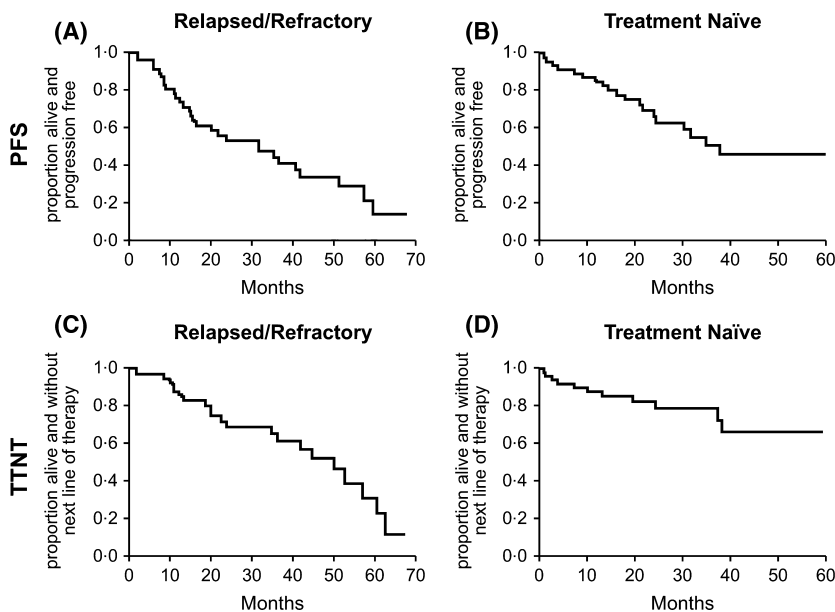 (A)
Relapsed/Refractory
PFS
proportion alive and
progression free
1·0
0·8
0·6
0·4
0·2
0·0
0 10 20 30 40 50 60 70
Months
(B)
Treatment Naïve
proportion alive and
progression free
1·0
0·8
0·6
0·4
0·2
0·0
0 10 20 30 40 50 60
Months
(C)
Relapsed/Refractory
TTNT
proportion alive and without
next line of therapy
1·0
0·8
0·6
0·4
0·2
0·0
0 10 20 30 40 50 60 70
Months
(D)
Treatment Naïve
proportion alive and without
next line of therapy
1·0
0·8
0·6
0·4
0·2
0·0
0 10 20 30 40 50 60
Months